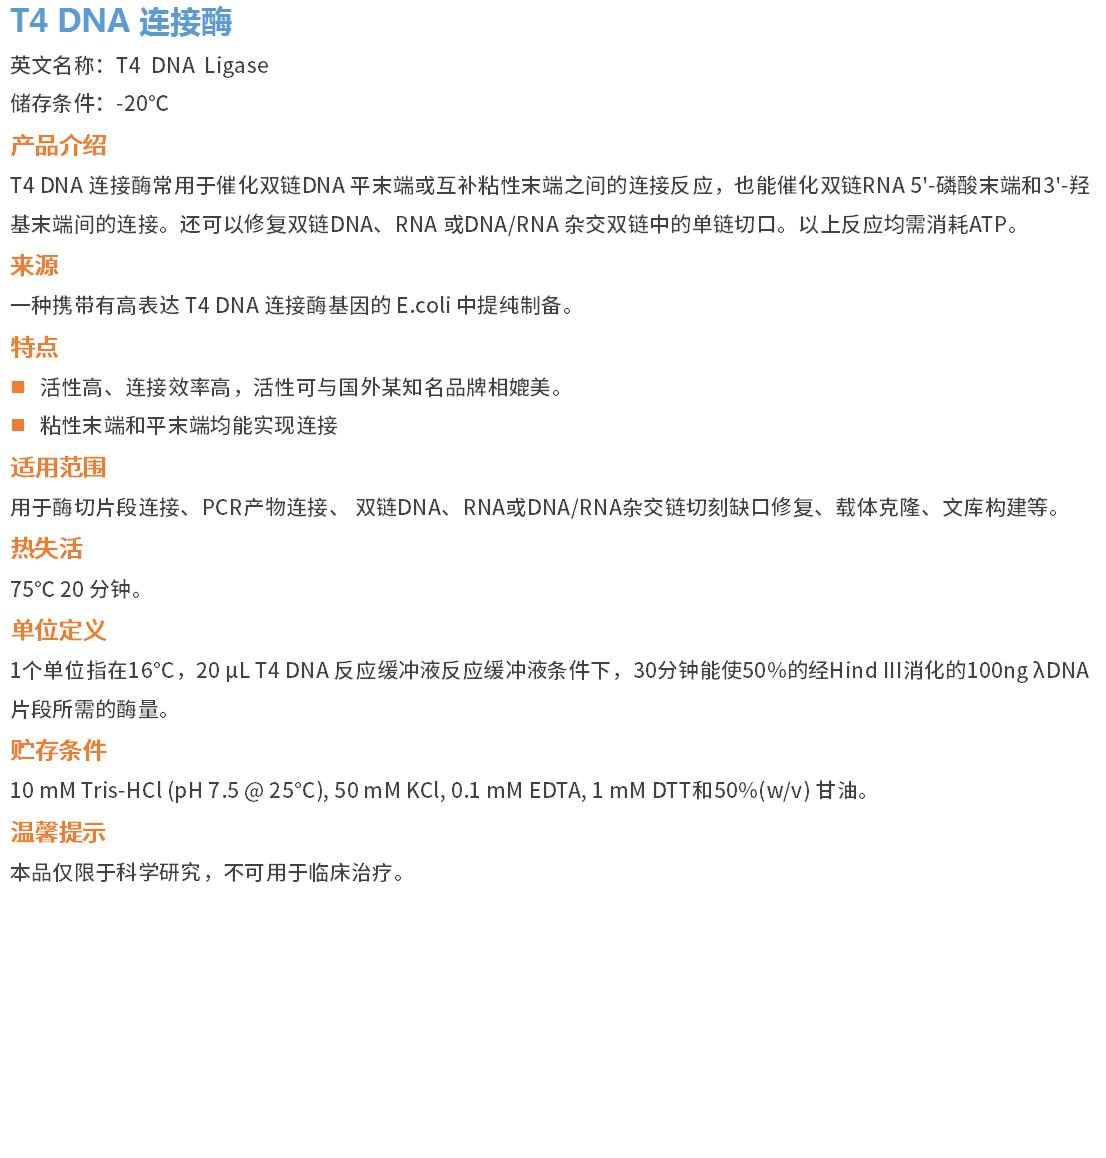 T4 DNA 连接酶
英文名称：T4 DNA Ligase
储存条件：-20℃
产品介绍
T4 DNA 连接酶常用于催化双链DNA 平末端或互补粘性末端之间的连接反应，也能催化双链RNA 5'-磷酸末端和3'-羟
基末端间的连接。还可以修复双链DNA、RNA 或DNA/RNA 杂交双链中的单链切口。以上反应均需消耗ATP。
来源
一种携带有高表达 T4 DNA 连接酶基因的 E.coli 中提纯制备。
特点
■ 活性高、连接效率高，活性可与国外某知名品牌相媲美。
■ 粘性末端和平末端均能实现连接
适用范围
用于酶切片段连接、PCR产物连接、 双链DNA、RNA或DNA/RNA杂交链切刻缺口修复、载体克隆、文库构建等。
热失活
75℃ 20 分钟。
单位定义
1个单位指在16℃，20 μL T4 DNA 反应缓冲液反应缓冲液条件下，30分钟能使50%的经Hind III消化的100ng λDNA
片段所需的酶量。
贮存条件
10 mM Tris-HCl (pH 7.5 @ 25℃), 50 mM KCl, 0.1 mM EDTA, 1 mM DTT和50%(w/v) 甘油。
温馨提示
本品仅限于科学研究，不可用于临床治疗。